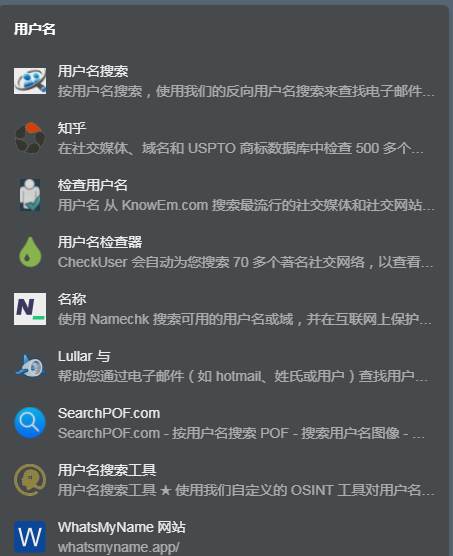 用户名
用户名搜索
按用户名搜索，使用我们的反向用户名搜索来查找电子邮件...
知乎
在社交媒体、域名和 USPTO 商标数据库中检查 500 多个...
检查用户名
用户名 从 KnowEm.com 搜索最流行的社交媒体和社交网站...
用户名检查器
CheckUser 会自动为您搜索 70 多个著名社交网络，以查看...
名称
使用 Namechk 搜索可用的用户名或域，并在互联网上保护...
Lullar 与
帮助您通过电子邮件（如 hotmail、姓氏或用户）查找用户...
SearchPOF.com
SearchPOF.com - 按用户名搜索 POF - 搜索用户名图像 - ...
用户名搜索工具
用户名搜索工具 ★ 使用我们自定义的 OSINT 工具对用户名...
WhatsMyName 网站
whatsmyname.app/